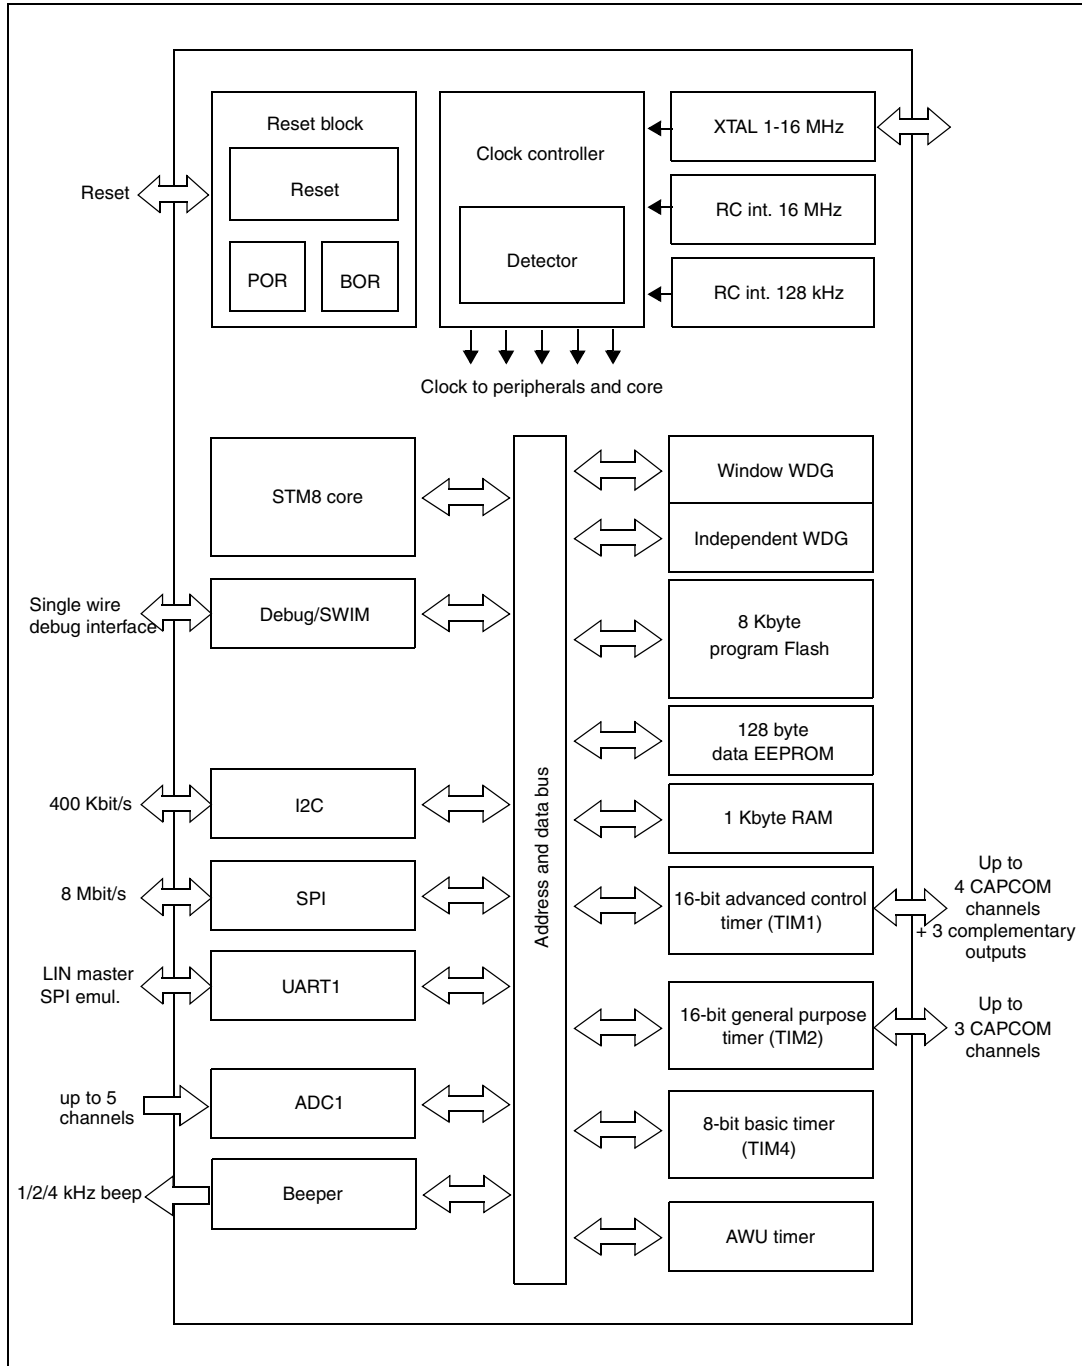 Reset block
Reset
POR
BOR
Reset
Clock controller
Detector
XTAL 1-16 MHz
RC int. 16 MHz
RC int. 128 kHz
Clock to peripherals and core
STM8 core
Single wire
debug interface
Debug/SWIM
400 Kbit/s
I2C
8 Mbit/s
SPI
LIN master
SPI emul.
UART1
up to 5
channels
ADC1
1/2/4 kHz beep
Beeper
Address and data bus
Window WDG
Independent WDG
8 Kbyte
program Flash
128 byte
data EEPROM
1 Kbyte RAM
16-bit advanced control
timer (TIM1)
Up to
4 CAPCOM
channels
+ 3 complementary
outputs
16-bit general purpose
timer (TIM2)
Up to
3 CAPCOM
channels
8-bit basic timer
(TIM4)
AWU timer